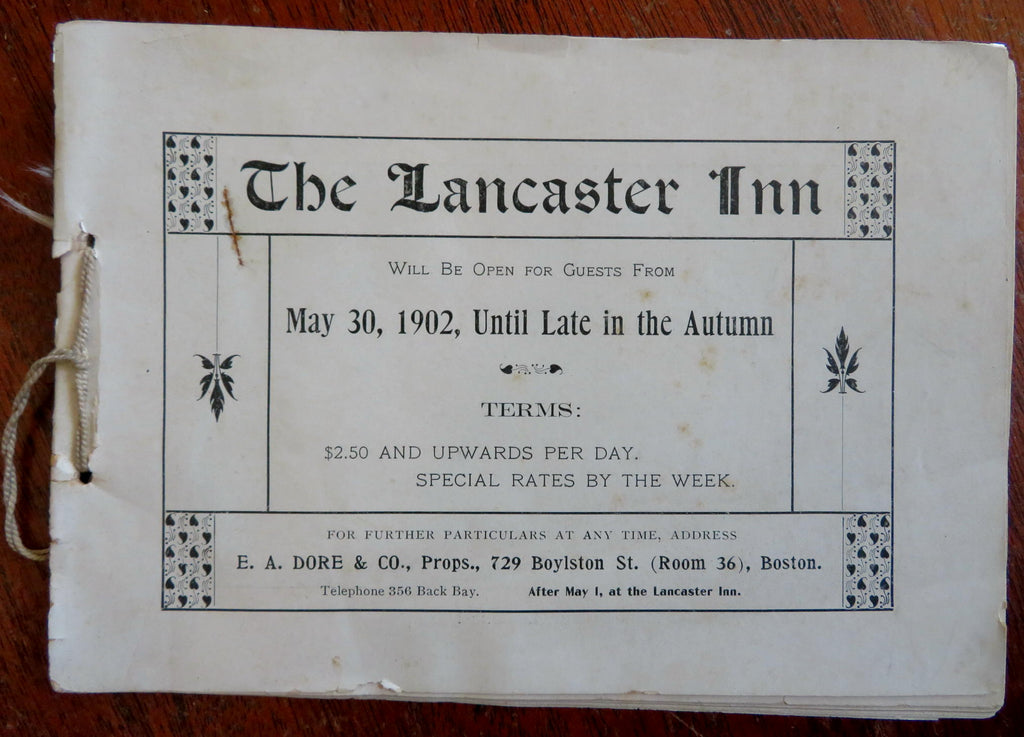 The Lancaster Inn
Will Be Open for Guests From
May 30, 1902, Until Late in the Autumn
TERMS:
$2.50 AND UPWARDS PER DAY.
SPECIAL RATES BY THE WEEK.
FOR FURTHER PARTICULARS AT ANY TIME, ADDRESS
E. A. DORE & CO., Props., 729 Boylston St. (Room 36), Boston.
Telephone 356 Back Bay. After May 1, at the Lancaster Inn.